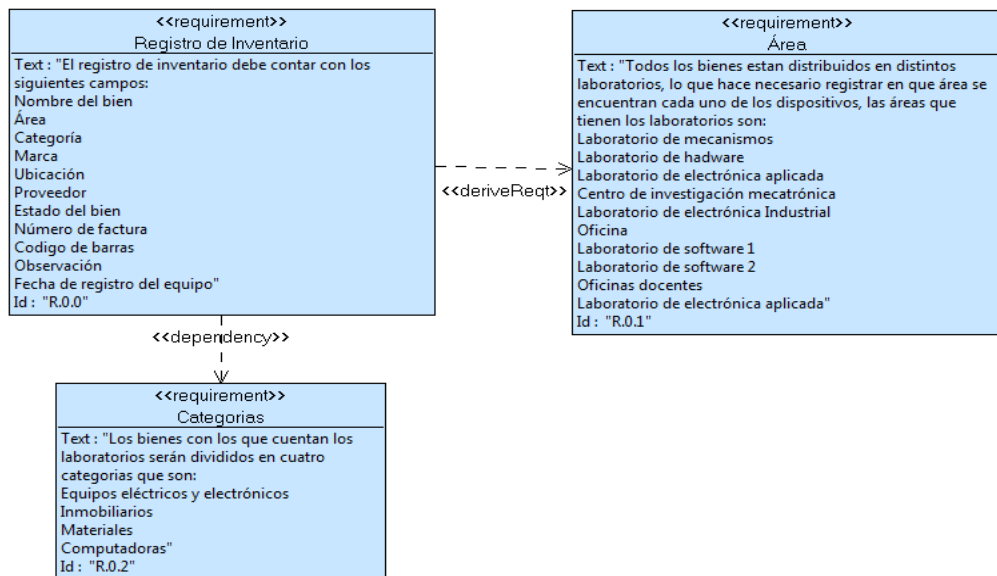 <<requirement>>
Registro de Inventario
Text : "El registro de inventario debe contar con los
siguientes campos:
Nombre del bien
Área
Categoría
Marca
Ubicación
Proveedor
Estado del bien
Número de factura
Codigo de barras
Observación
Fecha de registro del equipo"
Id : "R.0.0"
<<deriveReqt>>
<<requirement>>
Área
Text : "Todos los bienes estan distribuidos en distintos
laboratorios, lo que hace necesario registrar en que área se
encuentran cada uno de los dispositivos, las áreas que
tienen los laboratorios son:
Laboratorio de mecanismos
Laboratorio de hadware
Laboratorio de electrónica aplicada
Centro de investigación mecatrónica
Laboratorio de electrónica Industrial
Oficina
Laboratorio de software 1
Laboratorio de software 2
Oficinas docentes
Laboratorio de electrónica aplicada"
Id : "R.0.1"
<<dependency>>
<<requirement>>
Categorias
Text : "Los bienes con los que cuentan los
laboratorios serán divididos en cuatro
categorias que son:
Equipos eléctricos y electrónicos
Inmobiliarios
Materiales
Computadoras"
Id : "R.0.2"